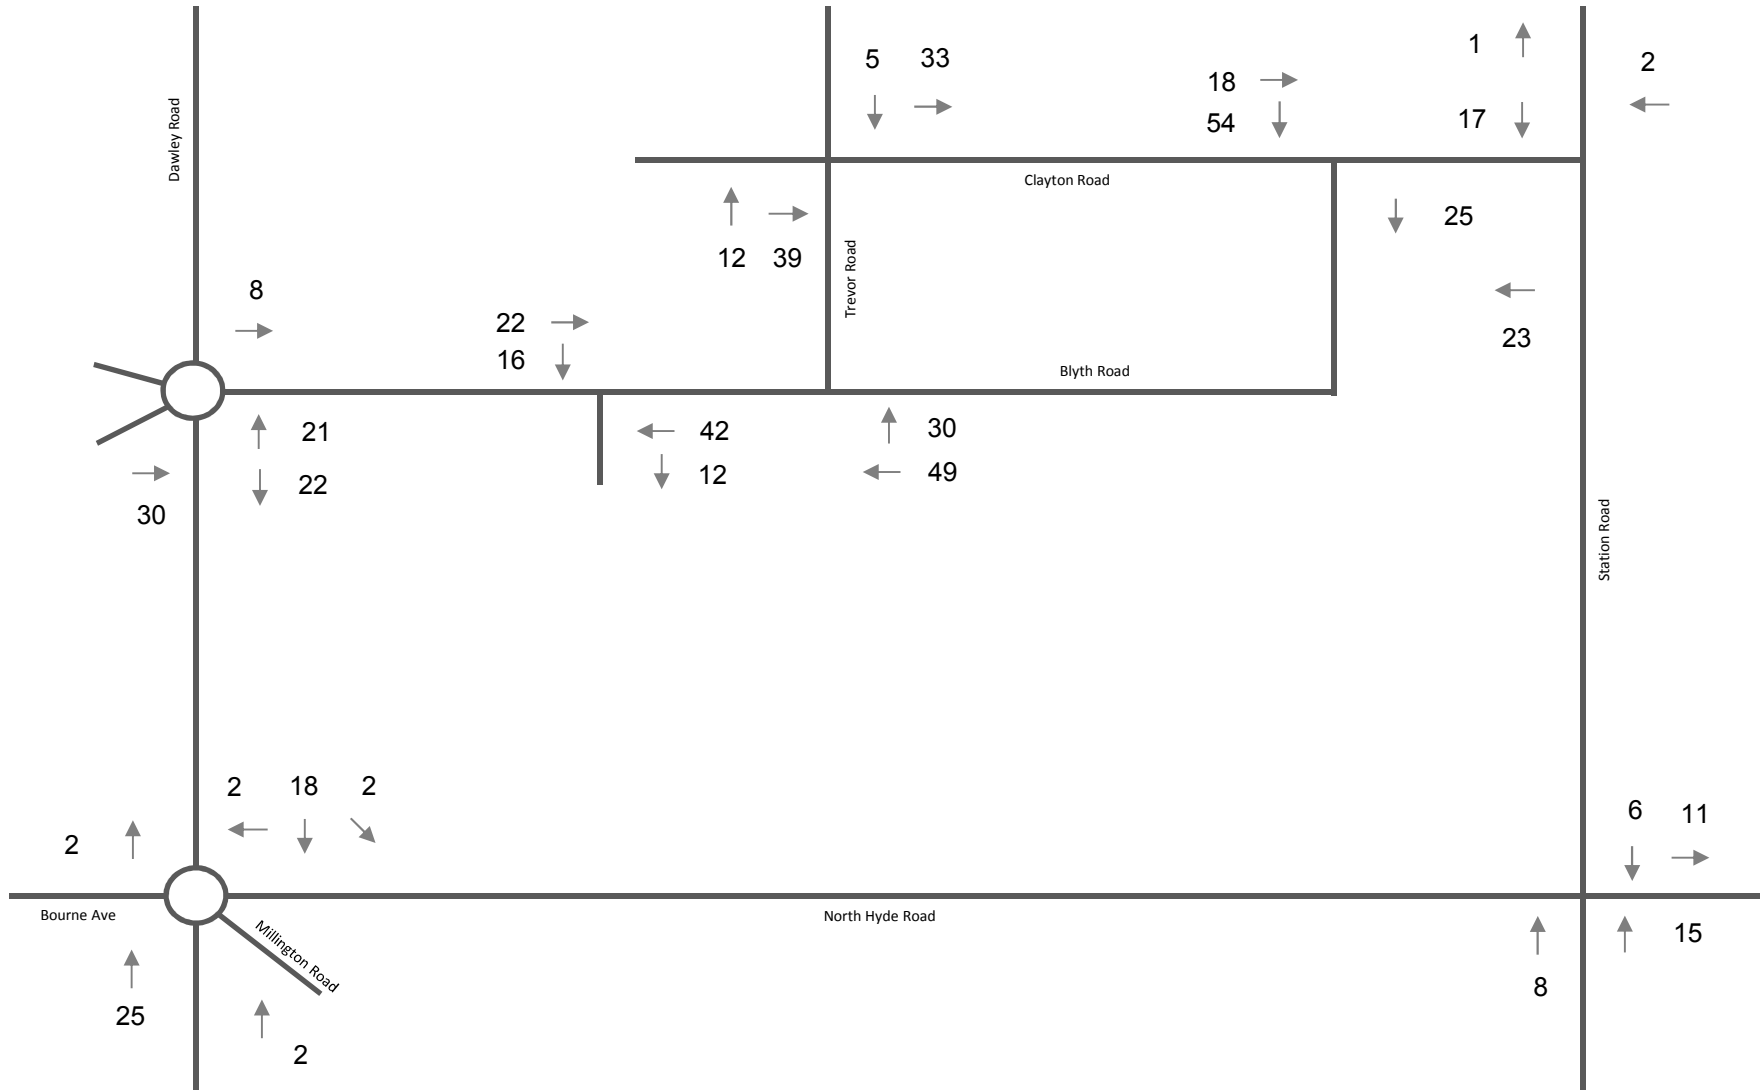 1
5 33
2
18
54
17
Dawley Road
Clayton Road
25
12 39
Trevor Road
8
22
23
16
Blyth Road
21
42
30
12
49
22
30
Station Road
2 18 2
6 11
2
Bourne Ave
North Hyde Road
Millington Road
15
8
25
2